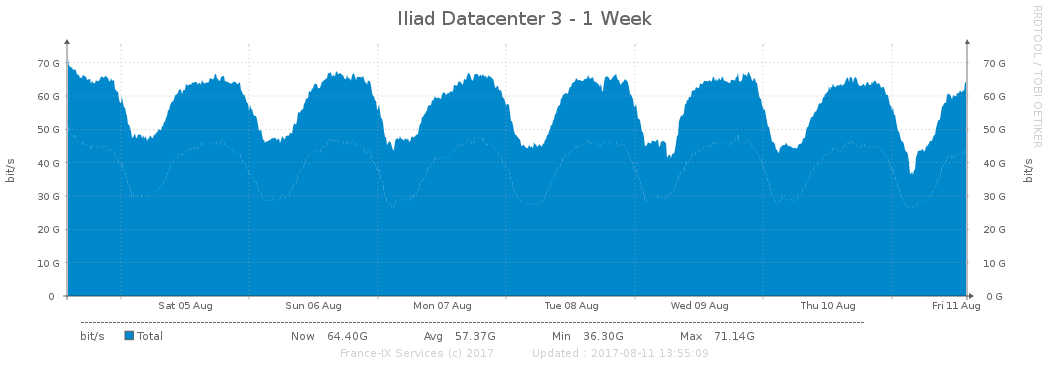 Iliad Datacenter 3 - 1 Week
RRDTOOL / TOBI OETIKER
70 G 70 G
60 G 60 G
50 G 50 G
40 G 40 G
30 G 30 G
20 G 20 G
10 G 10 G
0 0 G
bit/s bit/s
Sat 05 Aug Sun 06 Aug Mon 07 Aug Tue 08 Aug Wed 09 Aug Thu 10 Aug Fri 11 Aug
bit/s Total Now 64.40G Avg 57.37G Min 36.30G Max 71.14G
France-IX Services (c) 2017 Updated : 2017-08-11 13:55:09